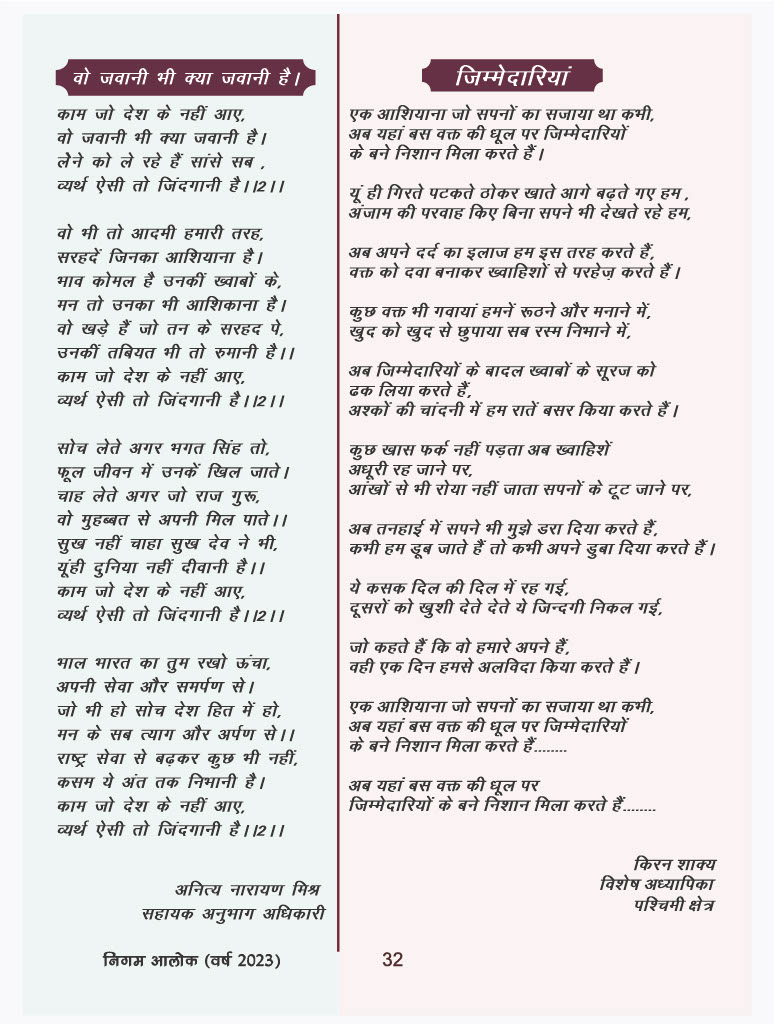 वो जवानी भी क्या जवानी है।
काम जो देश के नहीं आए,
वो जवानी भी क्या जवानी है।
लेने को ले रहे हैं सांसे सब ,
व्यर्थ ऐसी तो जिंदगानी है।।2।।
वो भी तो आदमी हमारी तरह,
सरहदें जिनका आशियाना है।
भाव कोमल है उनकीं ख्वाबों के,
मन तो उनका भी आशिकाना है।
वो खड़े हैं जो तन के सरहद पे,
उनकीं तबियत भी तो रुमानी है।।
काम जो देश के नहीं आए,
व्यर्थ ऐसी तो जिंदगानी है।।2।।
सोच लेते अगर भगत सिंह तो,
फूल जीवन में उनकें खिल जाते।
चाह लेते अगर जो राज गुरू,
वो मुहब्बत से अपनी मिल पाते।।
सुख नहीं चाहा सुख देव ने भी,
यूंही दुनिया नहीं दीवानी है।।
काम जो देश के नहीं आए,
व्यर्थ ऐसी तो जिंदगानी है।।2।।
भाल भारत का तुम रखो ऊंचा,
अपनी सेवा और समर्पण से।
जो भी हो सोच देश हित में हो,
मन के सब त्याग और अर्पण से।।
राष्ट्र सेवा से बढ़कर कुछ भी नहीं,
कसम ये अंत तक निभानी है।
काम जो देश के नहीं आए,
व्यर्थ ऐसी तो जिंदगानी है।।2।।
अनित्य नारायण मिश्र
सहायक अनुभाग अधिकारी
जिम्मेदारियां
एक आशियाना जो सपनों का सजाया था कभी,
अब यहां बस वक्त की धूल पर जिम्मेदारियों
के बने निशान मिला करते हैं।
यूं ही गिरते पटकते ठोकर खाते आगे बढ़ते गए हम ,
अंजाम की परवाह किए बिना सपने भी देखते रहे हम,
अब अपने दर्द का इलाज हम इस तरह करते हैं,
वक्त को दवा बनाकर ख्वाहिशों से परहेज़ करते हैं।
कुछ वक्त भी गवायां हमनें रूठने और मनाने में,
खुद को खुद से छुपाया सब रस्म निभाने में,
अब जिम्मेदारियों के बादल ख्वाबों के सूरज को
ढक लिया करते हैं,
अश्कों की चांदनी में हम रातें बसर किया करते हैं।
कुछ खास फर्क नहीं पड़ता अब ख्वाहिशें
अधूरी रह जाने पर,
आंखों से भी रोया नहीं जाता सपनों के टूट जाने पर,
अब तनहाई में सपने भी मुझे डरा दिया करते हैं,
कभी हम डूब जाते हैं तो कभी अपने डुबा दिया करते हैं।
ये कसक दिल की दिल में रह गई,
दूसरों को खुशी देते देते ये जिन्दगी निकल गई,
जो कहते हैं कि वो हमारे अपने हैं,
वही एक दिन हमसे अलविदा किया करते हैं।
एक आशियाना जो सपनों का सजाया था कभी,
अब यहां बस वक्त की धूल पर जिम्मेदारियों
के बने निशान मिला करते हैं........
अब यहां बस वक्त की धूल पर
जिम्मेदारियों के बने निशान मिला करते हैं........
किरन शाक्य
विशेष अध्यापिका
पश्चिमी क्षेत्र
निगम आलोक (वर्ष 2023)
32